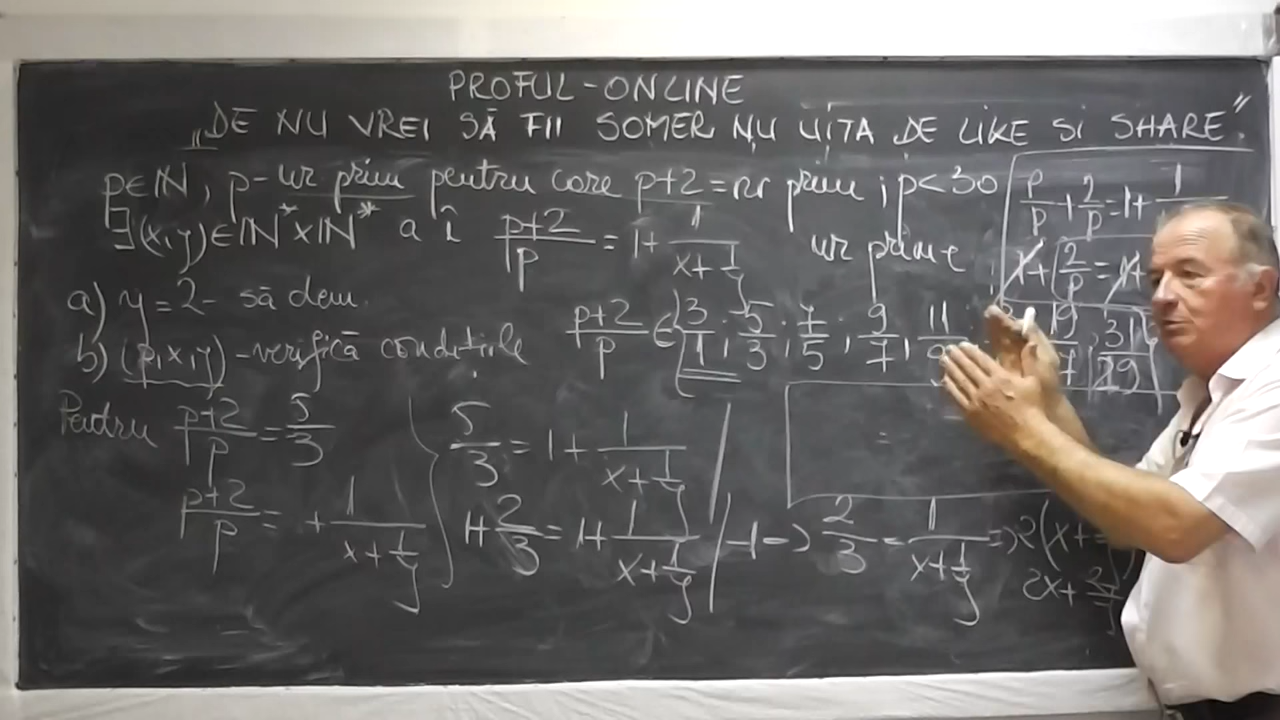 PROFUL-ONLINE
„DE NU VREI SĂ FII SOMER NU UITA DE LIKE SI SHARE"
p∈ℕ, p- nr prim pentru care p+2 = nr prim ; p<30
∃(x,y)∈ℕ*×ℕ* a î (p+2)/p = 1 + 1/(x+1/y) nr prime
p/p + 2/p = 1 + 1
1 + 2/p = 1 +
a) y=2- să dem.
b) (p,x,y) -verifică condițiile (p+2)/p ∈ { 3/1 ; 5/3 ; 7/5 ; 9/7 , 11/9 31/29
Pentru (p+2)/p = 5/3
(p+2)/p = + 1/(x+1/y)
5/3 = 1 + 1/(x+1/y)
1+ 2/3 = 1+ 1/(x+1/y) | -1 => 2/3 = 1/(x+1/y) => 2(x+
2x+ 2/y